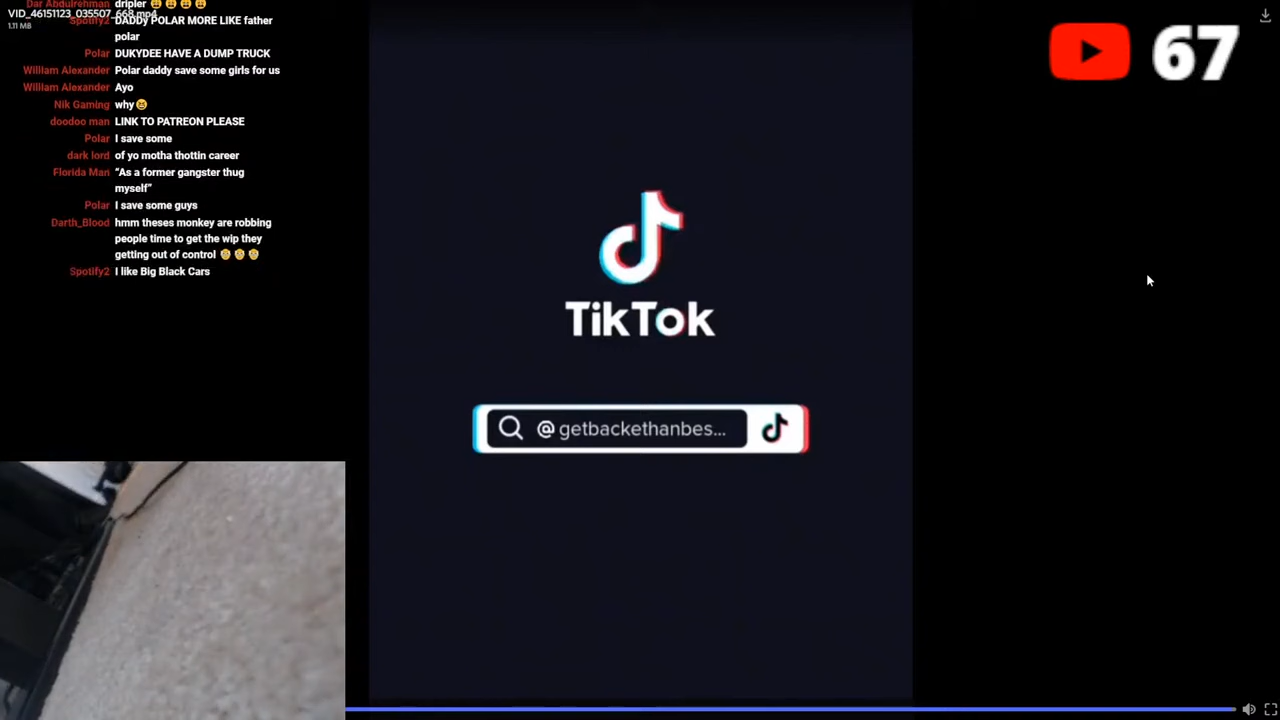 Dar Abdulrehman dripler 😩😩😩😩
VID_46151123_035507_668.mp4
1.11 MB
Spotify2 DADDY POLAR MORE LIKE father
polar
Polar DUKYDEE HAVE A DUMP TRUCK
William Alexander Polar daddy save some girls for us
William Alexander Ayo
Nik Gaming why😆
doodoo man LINK TO PATREON PLEASE
Polar I save some
dark lord of yo motha thottin career
Florida Man “As a former gangster thug
myself”
Polar I save some guys
Darth_Blood hmm theses monkey are robbing
people time to get the wip they
getting out of control 🤠🤠🤠
Spotify2 I like Big Black Cars
67
TikTok
@getbackethanbes...